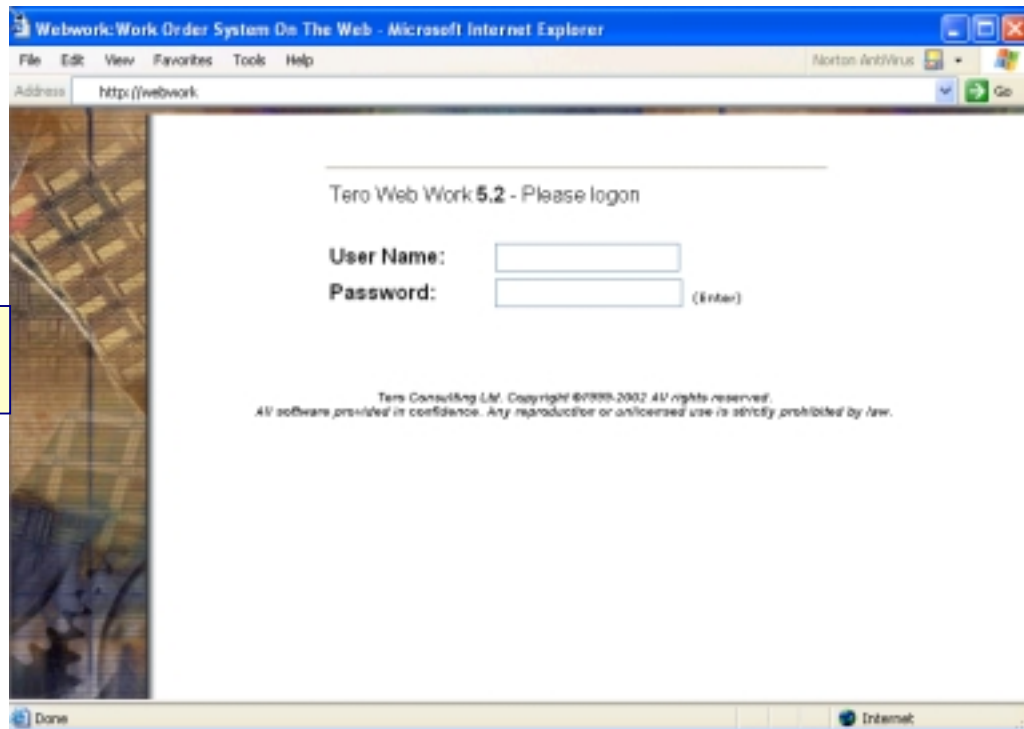 Webwork: Work Order System On The Web - Microsoft Internet Explorer
File Edit View Favorites Tools Help Norton AntiVirus
Address http://webwork Go
Tero Web Work 5.2 - Please logon
User Name:
Password: (Enter)
Tero Consulting Ltd. Copyright ©1999-2002 All rights reserved.
All software provided in confidence. Any reproduction or unlicensed use is strictly prohibited by law.
Done Internet